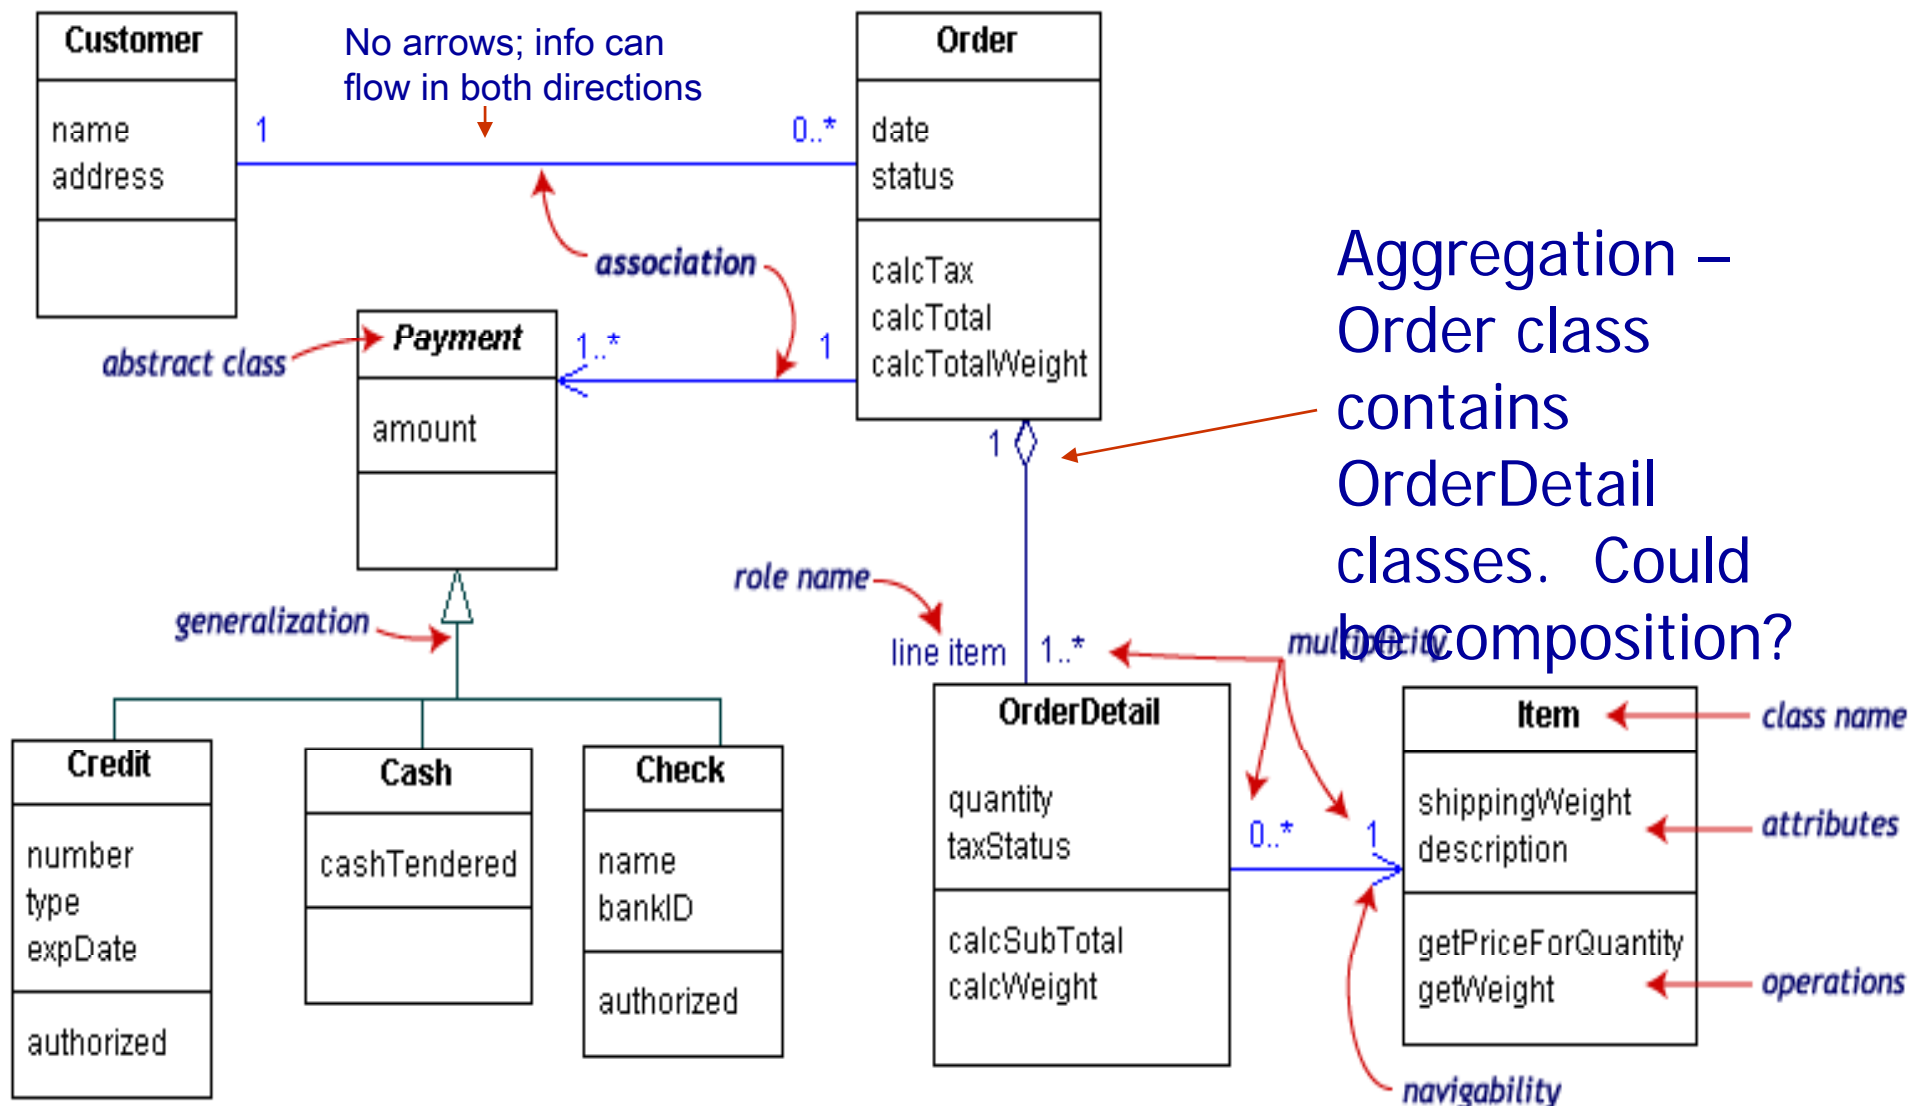 Customer
name
address
No arrows; info can
flow in both directions
1
0..*
association
Order
date
status
calcTax
calcTotal
calcTotalWeight
abstract class
Payment
amount
1..*
1
1
Aggregation –
Order class
contains
OrderDetail
classes. Could
be composition?
generalization
role name
line item
1..*
multiplicity
Credit
number
type
expDate
authorized
Cash
cashTendered
Check
name
bankID
authorized
OrderDetail
quantity
taxStatus
calcSubTotal
calcWeight
0..*
1
Item
shippingWeight
description
getPriceForQuantity
getWeight
class name
attributes
operations
navigability